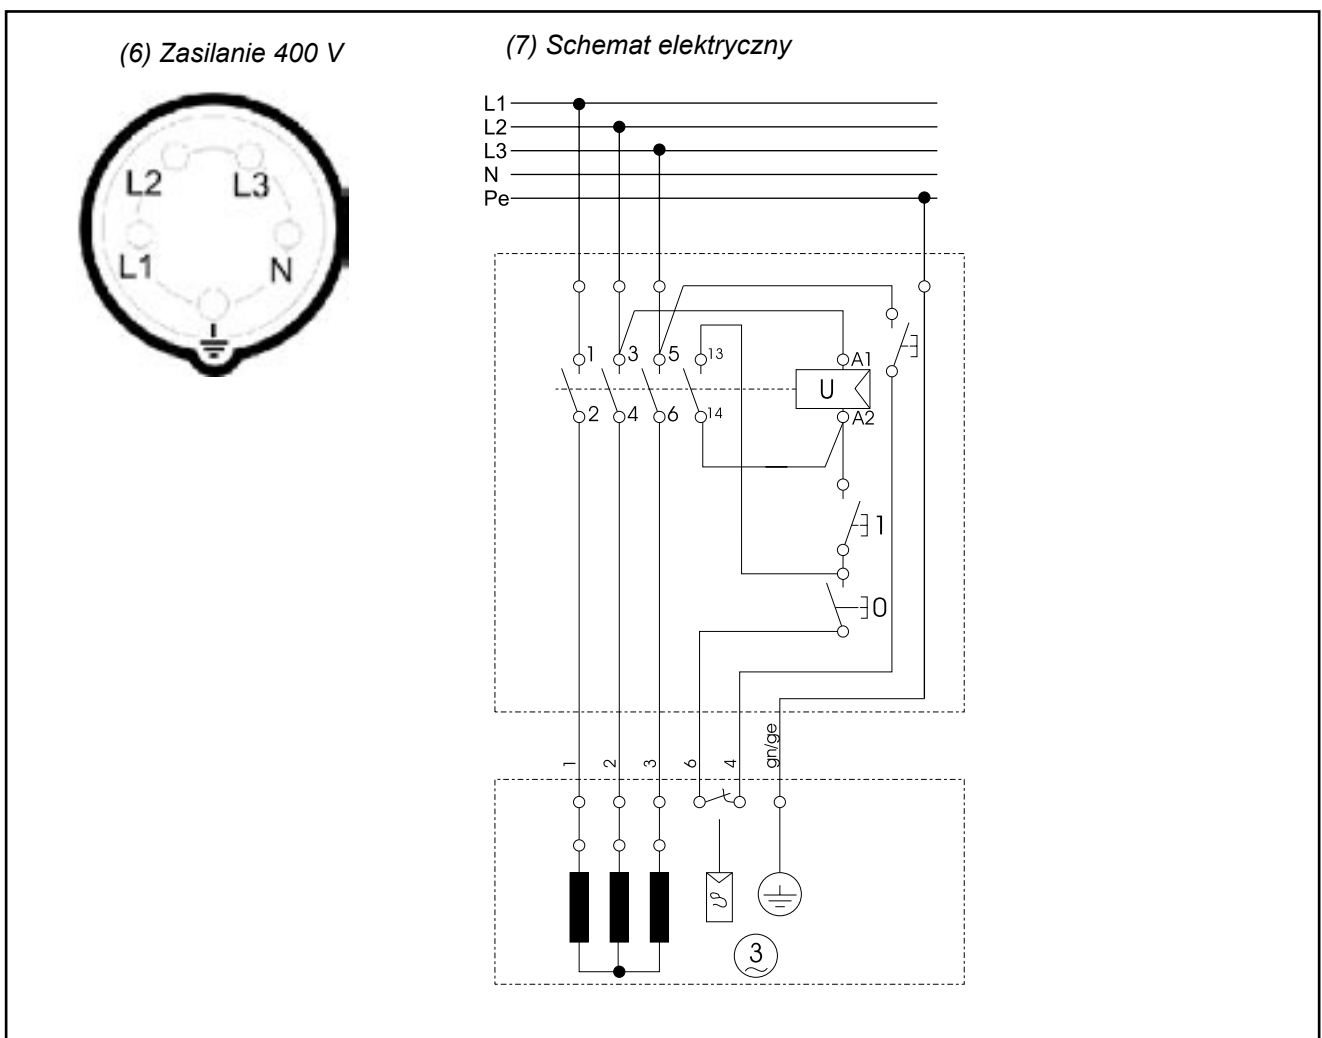 (6) Zasilanie 400 V
(7) Schemat elektryczny
L2
L3
L1
N
L1
L2
L3
N
Pe
1
3
5
13
A1
U
2
4
6
14
A2
1
0
1
2
3
6
4
gn/ge
ϑ
3
~